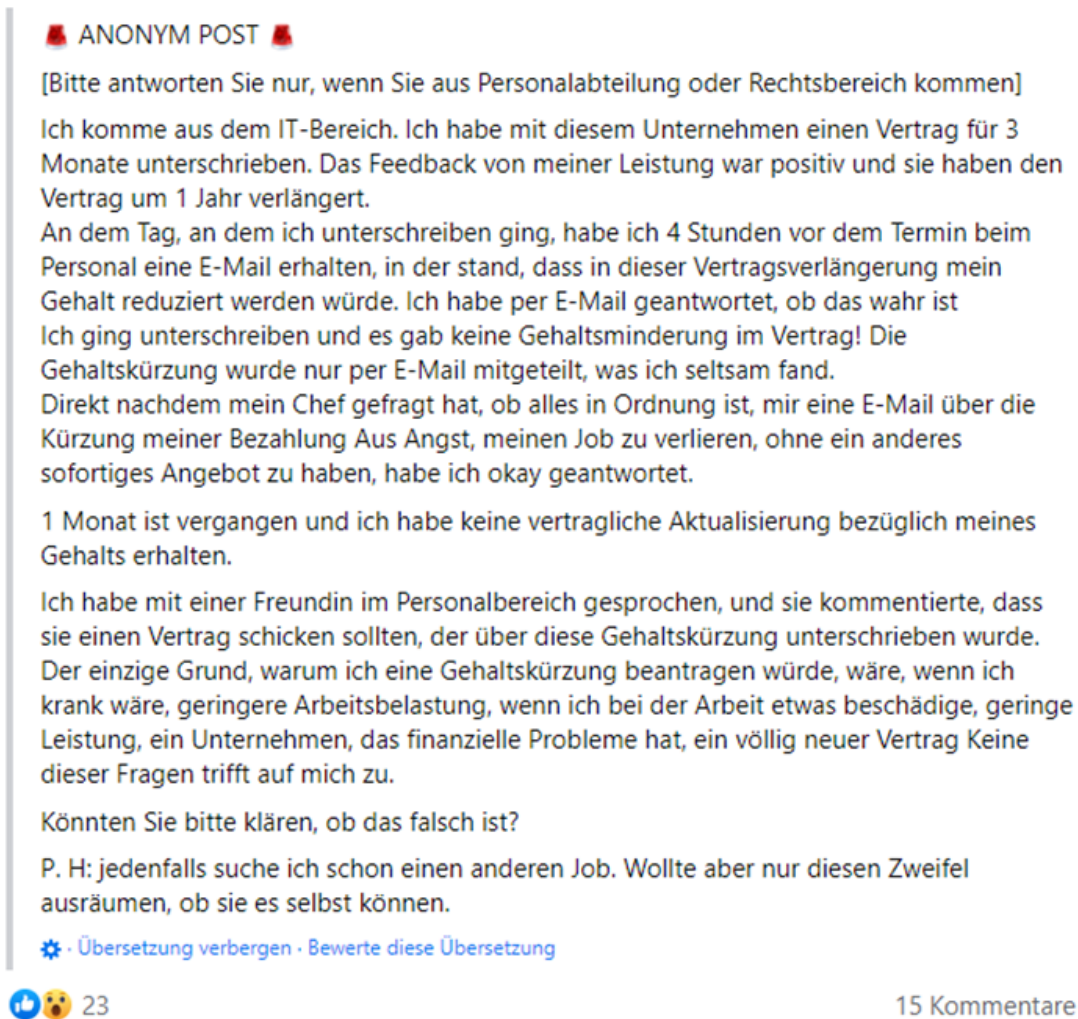 ANONYM POST
[Bitte antworten Sie nur, wenn Sie aus Personalabteilung oder Rechtsbereich kommen]
Ich komme aus dem IT-Bereich. Ich habe mit diesem Unternehmen einen Vertrag für 3
Monate unterschrieben. Das Feedback von meiner Leistung war positiv und sie haben den
Vertrag um 1 Jahr verlängert.
An dem Tag, an dem ich unterschreiben ging, habe ich 4 Stunden vor dem Termin beim
Personal eine E-Mail erhalten, in der stand, dass in dieser Vertragsverlängerung mein
Gehalt reduziert werden würde. Ich habe per E-Mail geantwortet, ob das wahr ist
Ich ging unterschreiben und es gab keine Gehaltsminderung im Vertrag! Die
Gehaltskürzung wurde nur per E-Mail mitgeteilt, was ich seltsam fand.
Direkt nachdem mein Chef gefragt hat, ob alles in Ordnung ist, mir eine E-Mail über die
Kürzung meiner Bezahlung Aus Angst, meinen Job zu verlieren, ohne ein anderes
sofortiges Angebot zu haben, habe ich okay geantwortet.
1 Monat ist vergangen und ich habe keine vertragliche Aktualisierung bezüglich meines
Gehalts erhalten.
Ich habe mit einer Freundin im Personalbereich gesprochen, und sie kommentierte, dass
sie einen Vertrag schicken sollten, der über diese Gehaltskürzung unterschrieben wurde.
Der einzige Grund, warum ich eine Gehaltskürzung beantragen würde, wäre, wenn ich
krank wäre, geringere Arbeitsbelastung, wenn ich bei der Arbeit etwas beschädige, geringe
Leistung, ein Unternehmen, das finanzielle Probleme hat, ein völlig neuer Vertrag Keine
dieser Fragen trifft auf mich zu.
Könnten Sie bitte klären, ob das falsch ist?
P. H: jedenfalls suche ich schon einen anderen Job. Wollte aber nur diesen Zweifel
ausräumen, ob sie es selbst können.
· Übersetzung verbergen · Bewerte diese Übersetzung
23 15 Kommentare